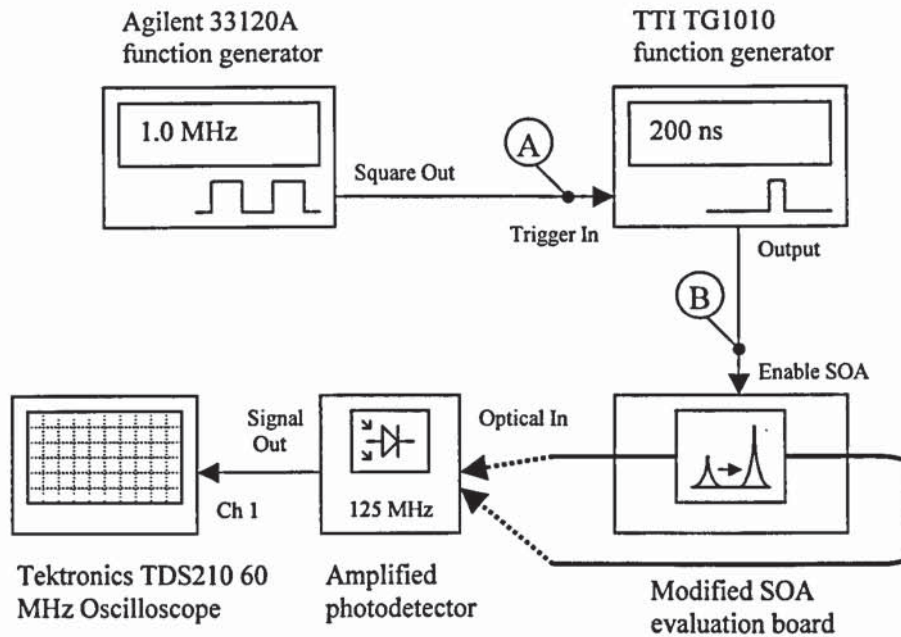 Agilent 33120A
function generator
TTI TG1010
function generator
1.0 MHz
200 ns
A
Square Out
Trigger In
Output
B
Enable SOA
Signal
Out
Optical In
Ch 1
125 MHz
Tektronics TDS210 60
MHz Oscilloscope
Amplified
photodetector
Modified SOA
evaluation board